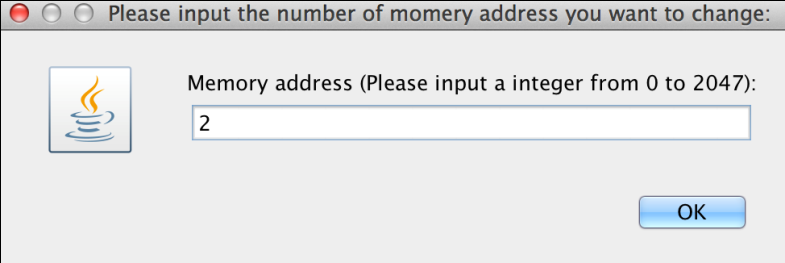 Please input the number of momery address you want to change:
Memory address (Please input a integer from 0 to 2047):
2
OK